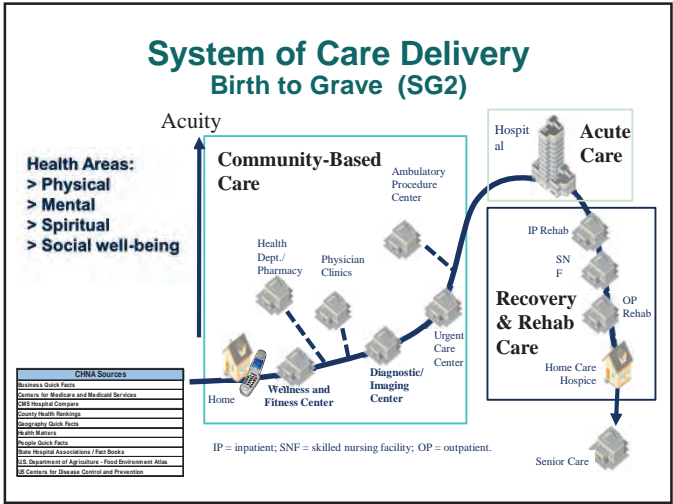 System of Care Delivery
Birth to Grave (SG2)
Acuity
Health Areas:
> Physical
> Mental
> Spiritual
> Social well-being
Community-Based
Care
Ambulatory
Procedure
Center
Health
Dept./
Pharmacy
Physician
Clinics
Urgent
Care
Center
Home
Wellness and
Fitness Center
Diagnostic/
Imaging
Center
Hospit
al
Acute
Care
IP Rehab
SN
F
OP
Rehab
Recovery
& Rehab
Care
Home Care
Hospice
Senior Care
CHNA Sources
Business Quick Facts
Centers for Medicare and Medicaid Services
CMS Hospital Compare
County Health Rankings
Geography Quick Facts
Health Matters
People Quick Facts
State Hospital Associations / Fact Books
U.S. Department of Agriculture - Food Environment Atlas
US Centers for Disease Control and Prevention
IP = inpatient; SNF = skilled nursing facility; OP = outpatient.